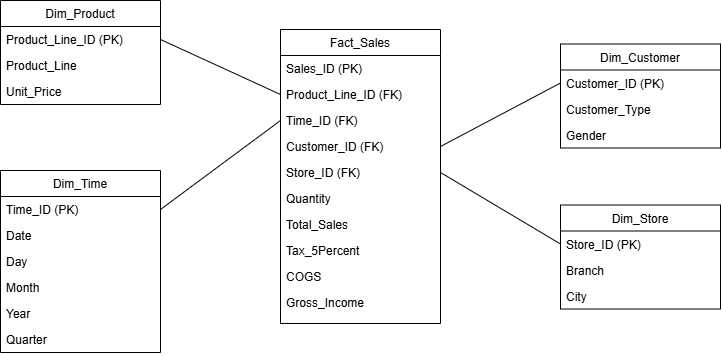 Dim_Product
Product_Line_ID (PK)
Product_Line
Unit_Price
Dim_Time
Time_ID (PK)
Date
Day
Month
Year
Quarter
Fact_Sales
Sales_ID (PK)
Product_Line_ID (FK)
Time_ID (FK)
Customer_ID (FK)
Store_ID (FK)
Quantity
Total_Sales
Tax_5Percent
COGS
Gross_Income
Dim_Customer
Customer_ID (PK)
Customer_Type
Gender
Dim_Store
Store_ID (PK)
Branch
City